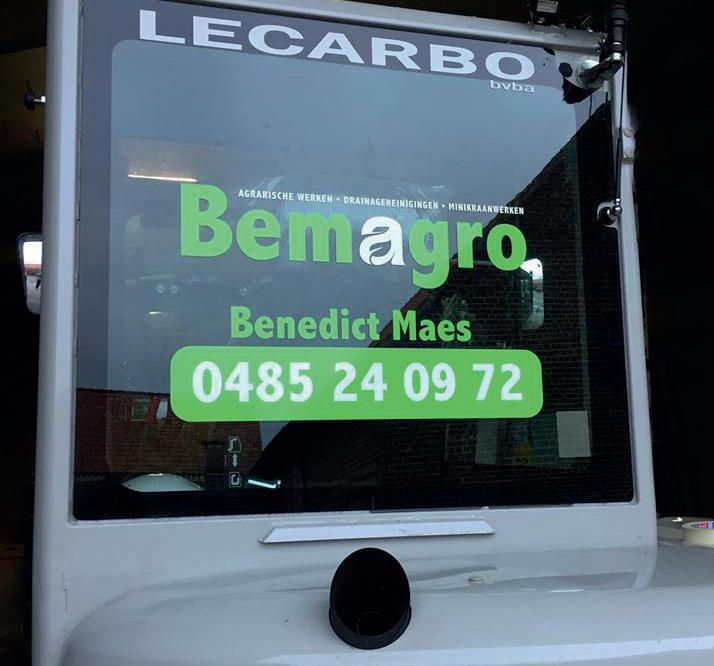 LECARBO
bvba
AGRARISCHE WERKEN • DRAINAGEREINIGINGEN • MINIKRAANWERKEN
Bemagro
Benedict Maes
0485 24 09 72